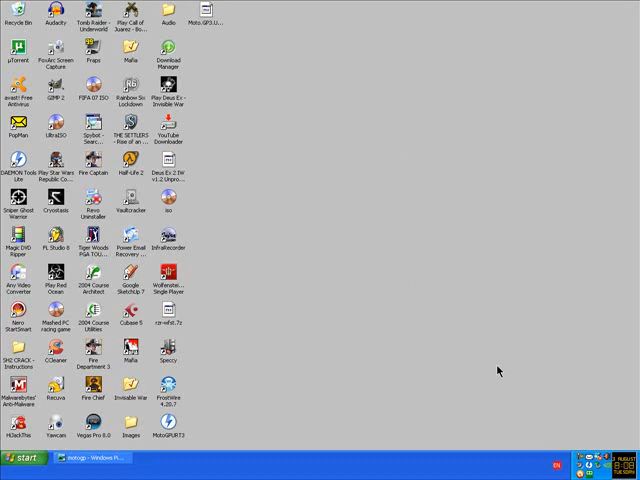 Recycle Bin
Audacity
Tomb Raider -
Underworld
Play Call of
Juarez - Bo...
Audio
Moto.GP3.U...
µTorrent
FoxArc Screen
Capture
Fraps
Mafia
Download
Manager
avast! Free
Antivirus
GIMP 2
FIFA 07 ISO
Rainbow Six
Lockdown
Play Deus Ex -
Invisible War
PopMan
UltraISO
Spybot -
Searc...
THE SETTLERS
- Rise of an ...
YouTube
Downloader
DAEMON Tools
Lite
Play Star Wars
Republic Co...
Fire Captain
Half-Life 2
Deus Ex 2 IW
v1.2 Unpro...
Sniper Ghost
Warrior
Cryostasis
Revo
Uninstaller
Vaultcracker
iso
Magic DVD
Ripper
FL Studio 8
Tiger Woods
PGA TOU...
Power Email
Recovery ...
InfraRecorder
Any Video
Converter
Play Red
Ocean
2004 Course
Architect
Google
SketchUp 7
Wolfenstei...
Single Player
Nero
StartSmart
Mashed PC
racing game
2004 Course
Utilities
Cubase 5
rzr-wfst.7z
SH2 CRACK -
Instructions
CCleaner
Fire
Department 3
Mafia
Speccy
Malwarebytes'
Anti-Malware
Recuva
Fire Chief
Invisible War
FrostWire
4.20.7
HiJackThis
Yawcam
Vegas Pro 8.0
Images
MotoGPURT3
start
motogp - Windows Pi...
EN
3 AUGUST
8:08
TUESDAY